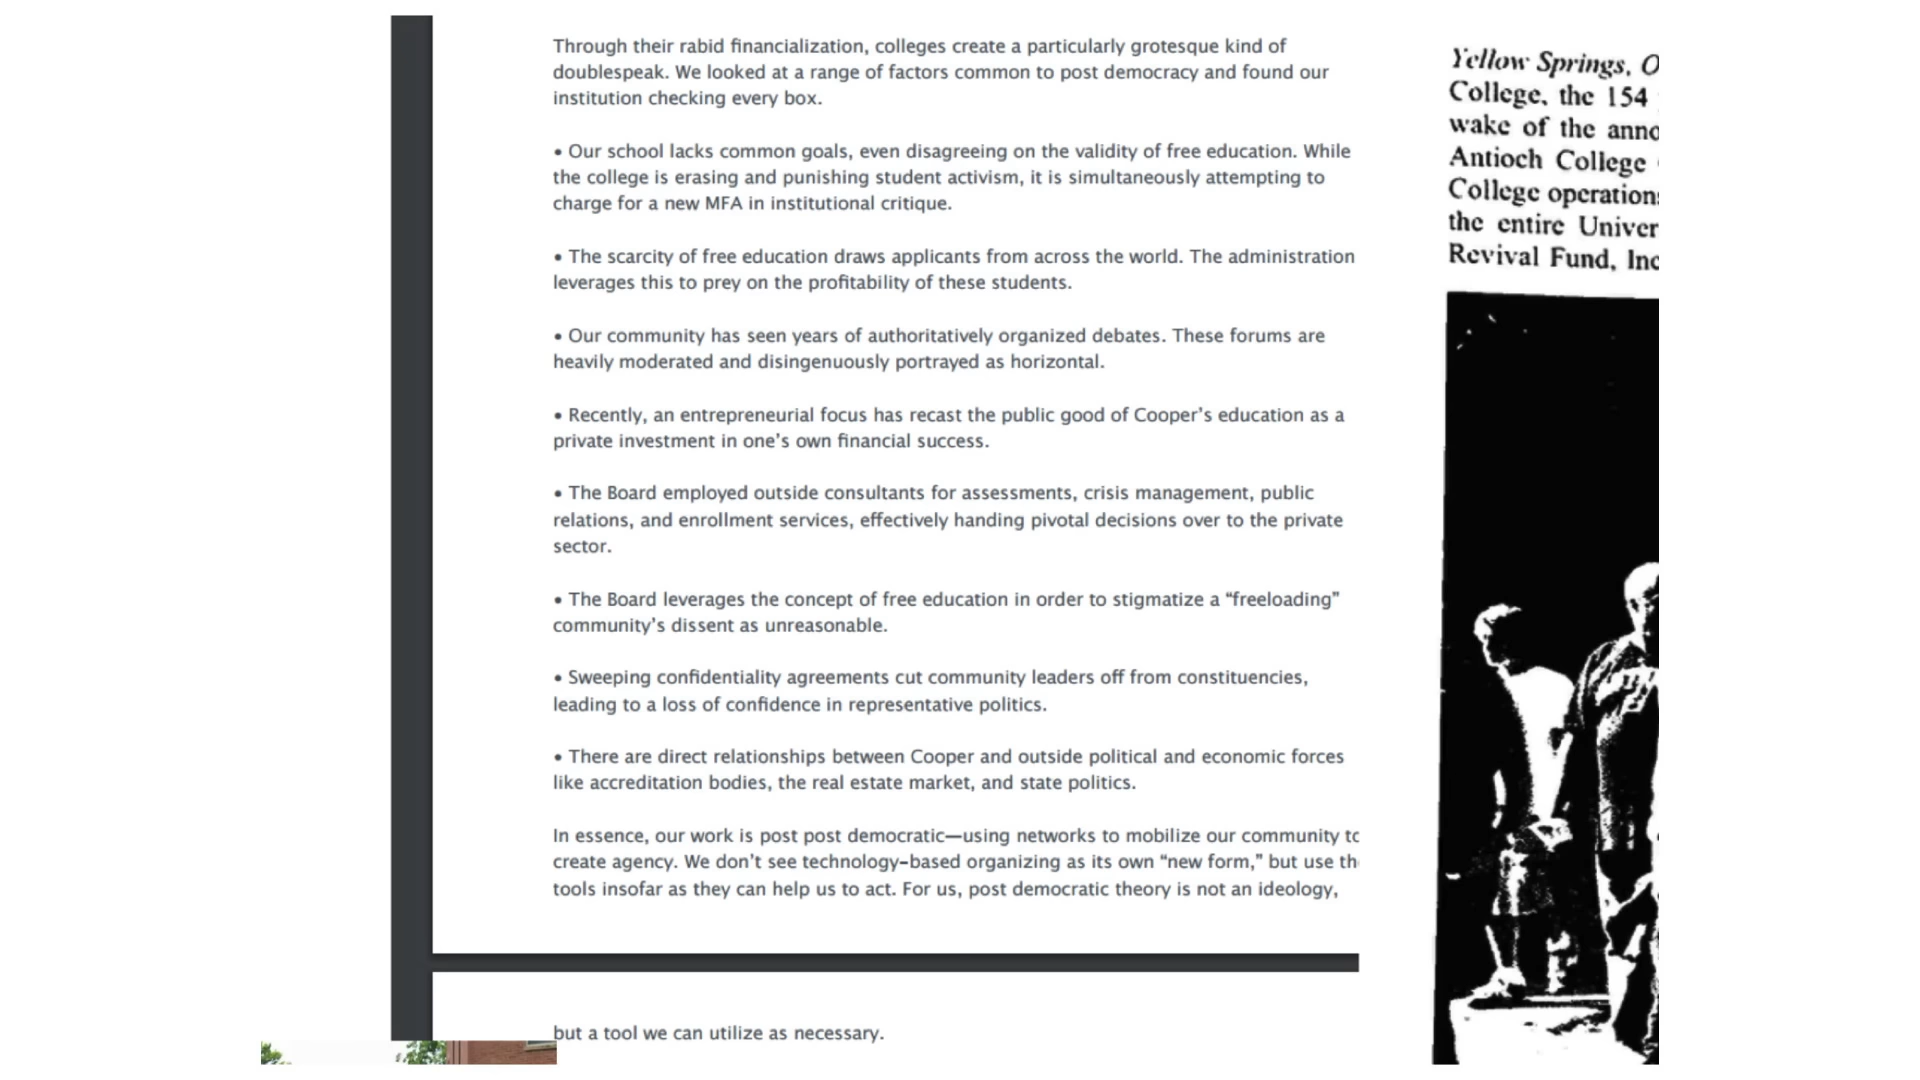 Through their rabid financialization, colleges create a particularly grotesque kind of
doublespeak. We looked at a range of factors common to post democracy and found our
institution checking every box.
• Our school lacks common goals, even disagreeing on the validity of free education. While
the college is erasing and punishing student activism, it is simultaneously attempting to
charge for a new MFA in institutional critique.
• The scarcity of free education draws applicants from across the world. The administration
leverages this to prey on the profitability of these students.
• Our community has seen years of authoritatively organized debates. These forums are
heavily moderated and disingenuously portrayed as horizontal.
• Recently, an entrepreneurial focus has recast the public good of Cooper’s education as a
private investment in one’s own financial success.
• The Board employed outside consultants for assessments, crisis management, public
relations, and enrollment services, effectively handing pivotal decisions over to the private
sector.
• The Board leverages the concept of free education in order to stigmatize a “freeloading”
community’s dissent as unreasonable.
• Sweeping confidentiality agreements cut community leaders off from constituencies,
leading to a loss of confidence in representative politics.
• There are direct relationships between Cooper and outside political and economic forces
like accreditation bodies, the real estate market, and state politics.
In essence, our work is post post democratic—using networks to mobilize our community to
create agency. We don’t see technology-based organizing as its own “new form,” but use th
tools insofar as they can help us to act. For us, post democratic theory is not an ideology,
but a tool we can utilize as necessary.
Yellow Springs, O
College, the 154
wake of the anno
Antioch College
College operations
the entire Univer
Revival Fund, Inc